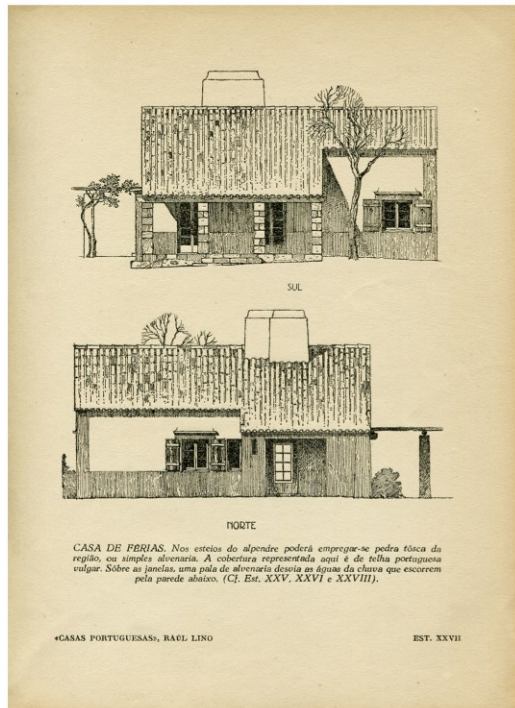 SUL
NORTE
CASA DE FÉRIAS. Nos esteios do alpendre poderá empregar-se pedra tôsca da
região, ou simples alvenaria. A cobertura representada aqui é de telha portuguesa
vulgar. Sôbre as janelas, uma pala de alvenaria desvia as águas da chuva que escorrem
pela parede abaixo. (Cf. Est. XXV, XXVI e XXVIII).
«CASAS PORTUGUESAS», RAÚL LINO EST. XXVII